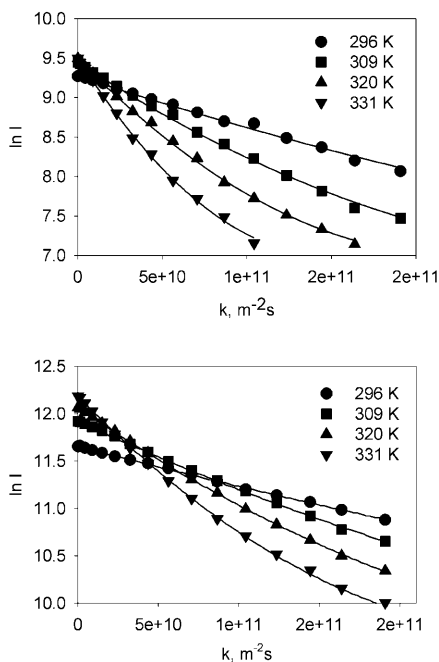 10.0
9.5
9.0
8.5
8.0
7.5
7.0
ln I
296 K
309 K
320 K
331 K
0 5e+10 1e+11 2e+11 2e+11
k, m-2s
12.5
12.0
11.5
11.0
10.5
10.0
ln I
296 K
309 K
320 K
331 K
0 5e+10 1e+11 2e+11 2e+11
k, m-2s